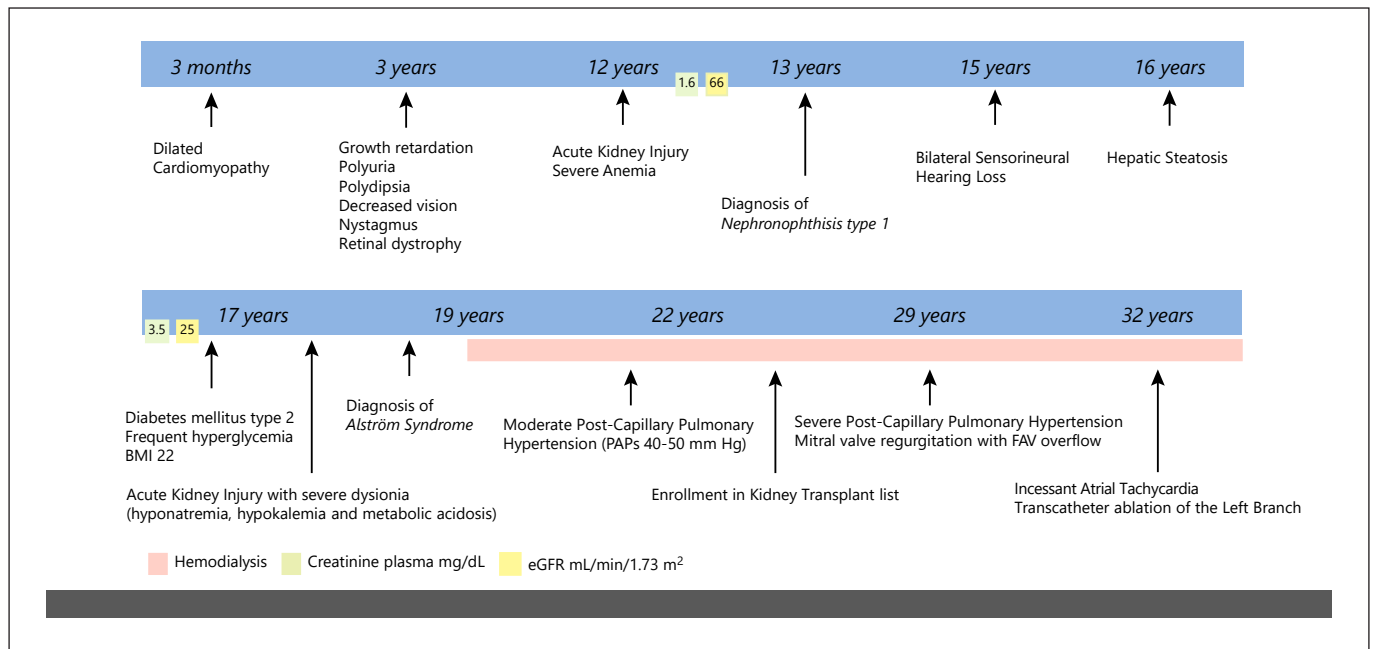 3 months
3 years
12 years
1.6
66
13 years
15 years
16 years
Dilated
Cardiomyopathy
Growth retardation
Polyuria
Polydipsia
Decreased vision
Nystagmus
Retinal dystrophy
Acute Kidney Injury
Severe Anemia
Diagnosis of
Nephronophthisis type 1
Bilateral Sensorineural
Hearing Loss
Hepatic Steatosis
3.5
25
17 years
19 years
22 years
29 years
32 years
Diabetes mellitus type 2
Frequent hyperglycemia
BMI 22
Acute Kidney Injury with severe dysionia
(hyponatremia, hypokalemia and metabolic acidosis)
Diagnosis of
Alström Syndrome
Moderate Post-Capillary Pulmonary
Hypertension (PAPs 40-50 mm Hg)
Enrollment in Kidney Transplant list
Severe Post-Capillary Pulmonary Hypertension
Mitral valve regurgitation with FAV overflow
Incessant Atrial Tachycardia
Transcatheter ablation of the Left Branch
Hemodialysis
Creatinine plasma mg/dL
eGFR mL/min/1.73 m²